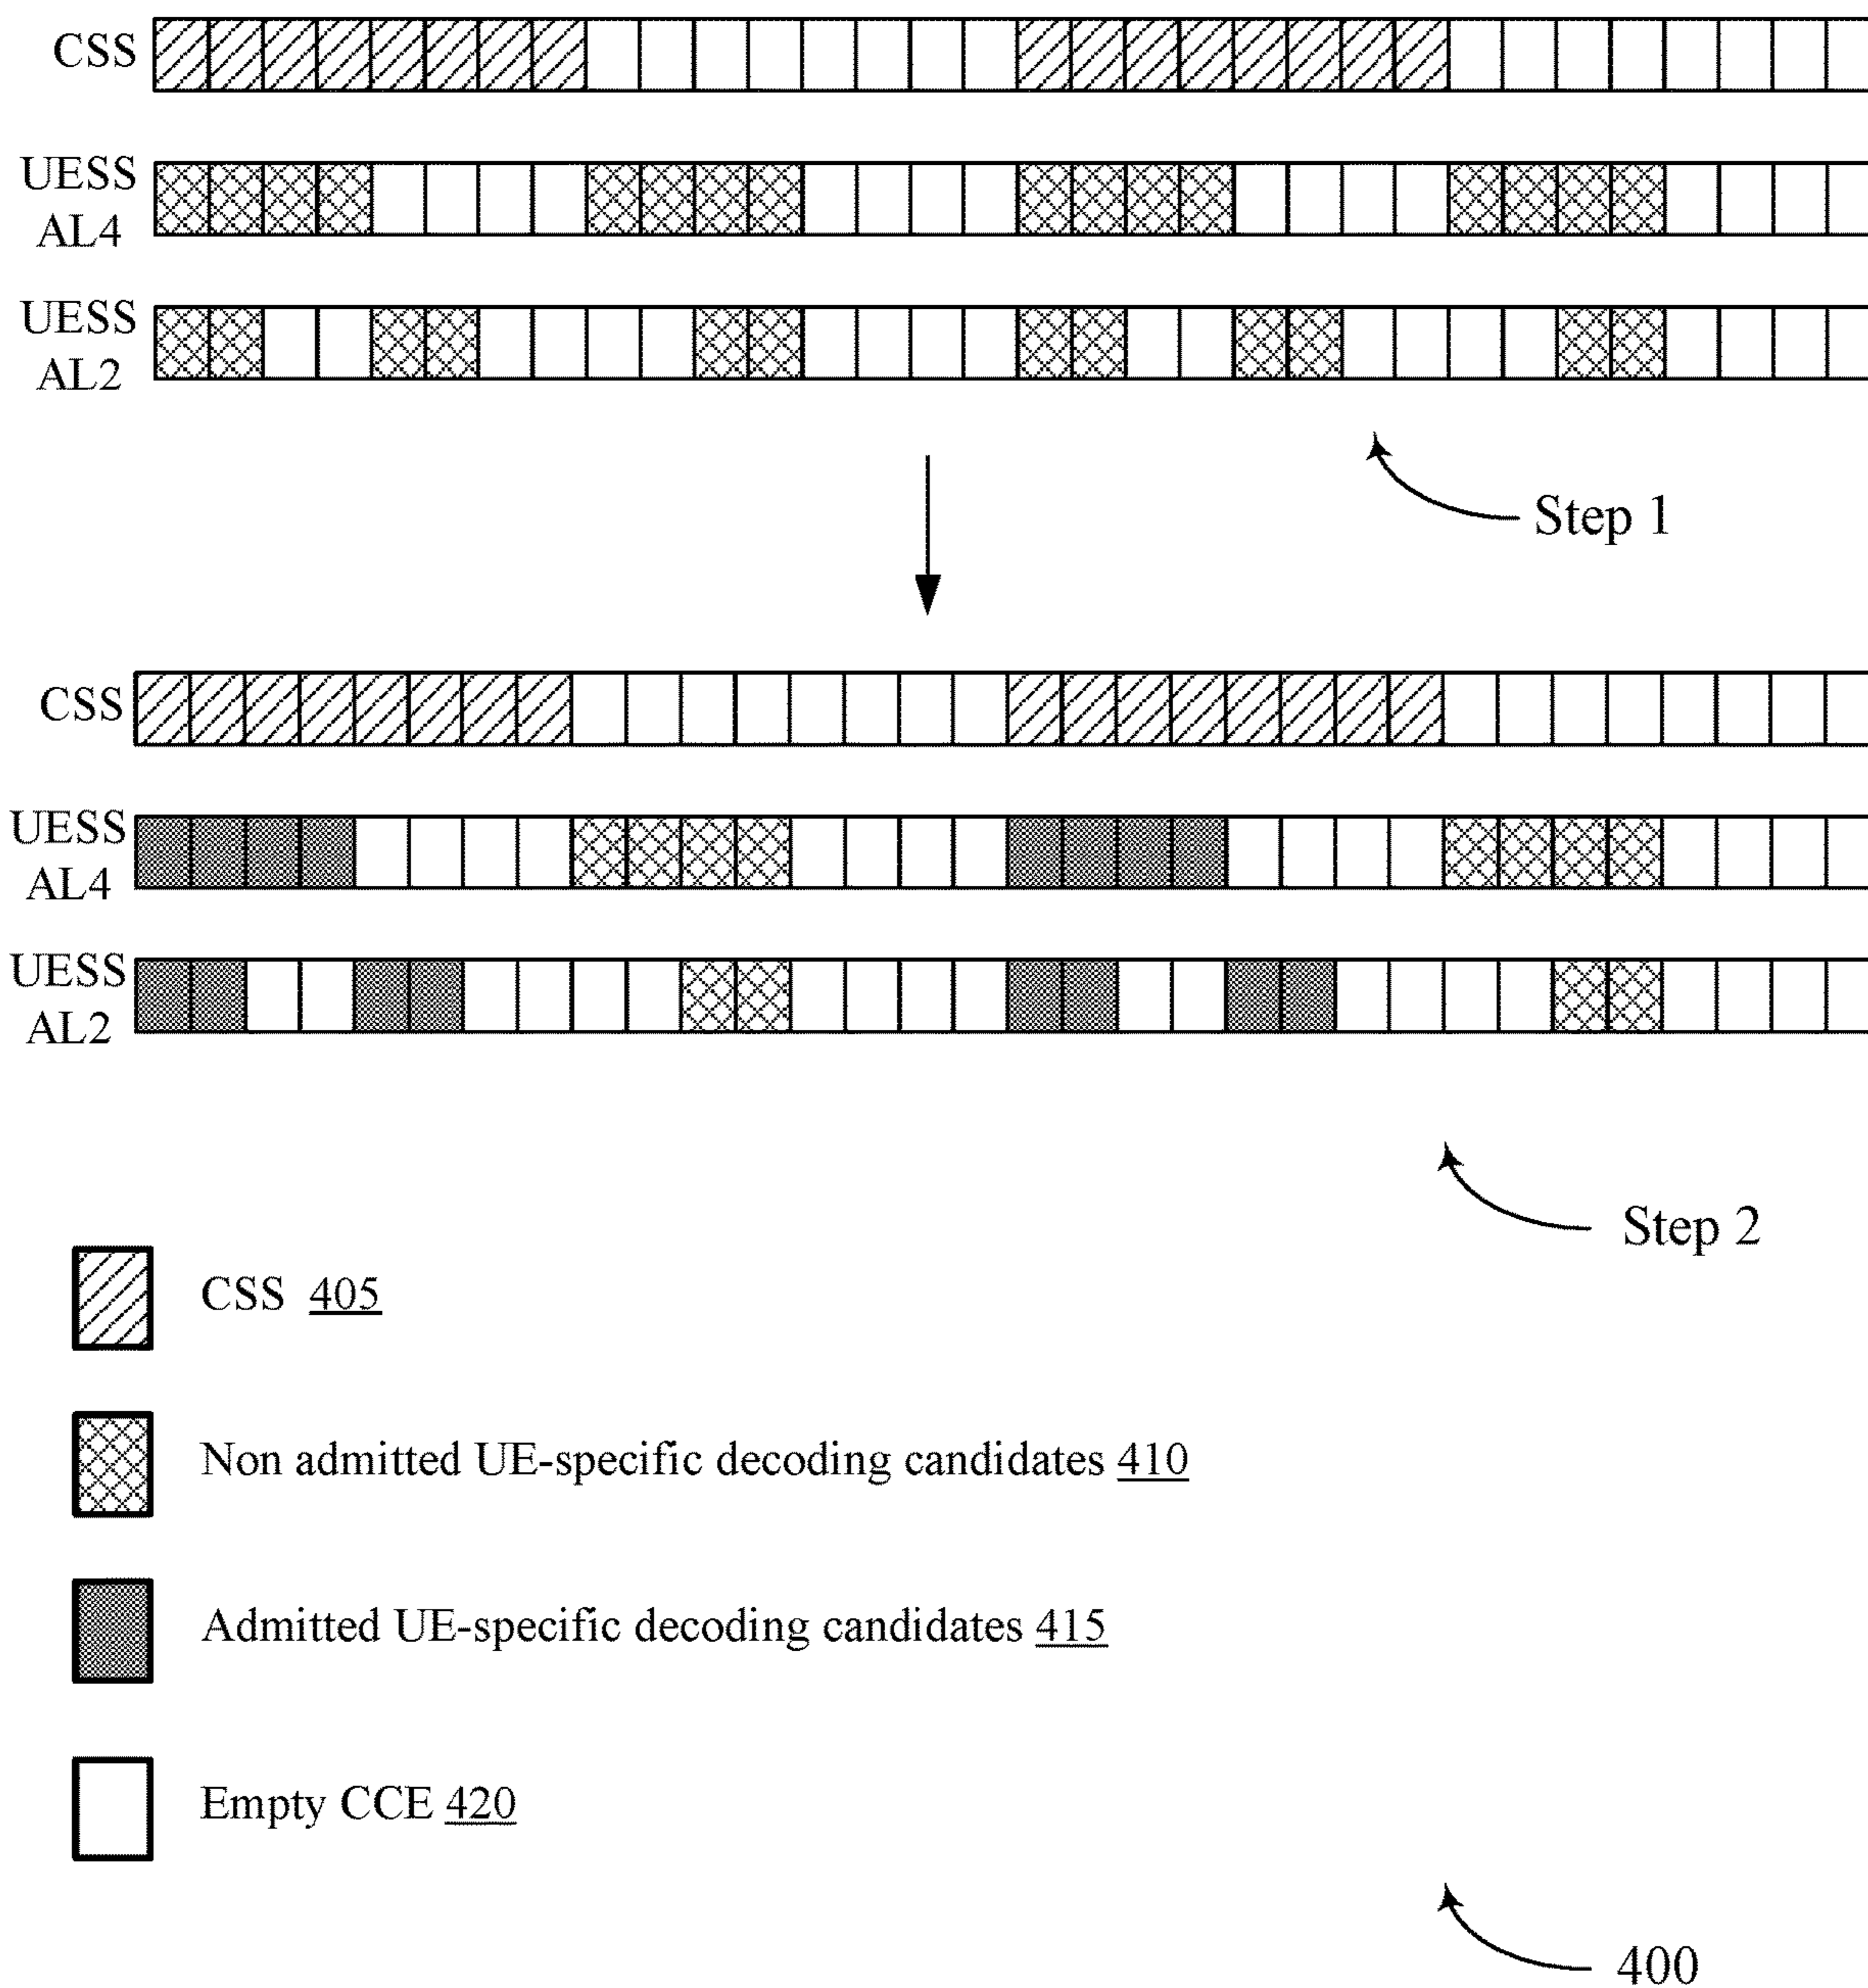 CSS
UESS
AL4
UESS
AL2
Step 1
CSS
UESS
AL4
UESS
AL2
Step 2
CSS 405
Non admitted UE-specific decoding candidates 410
Admitted UE-specific decoding candidates 415
Empty CCE 420
400